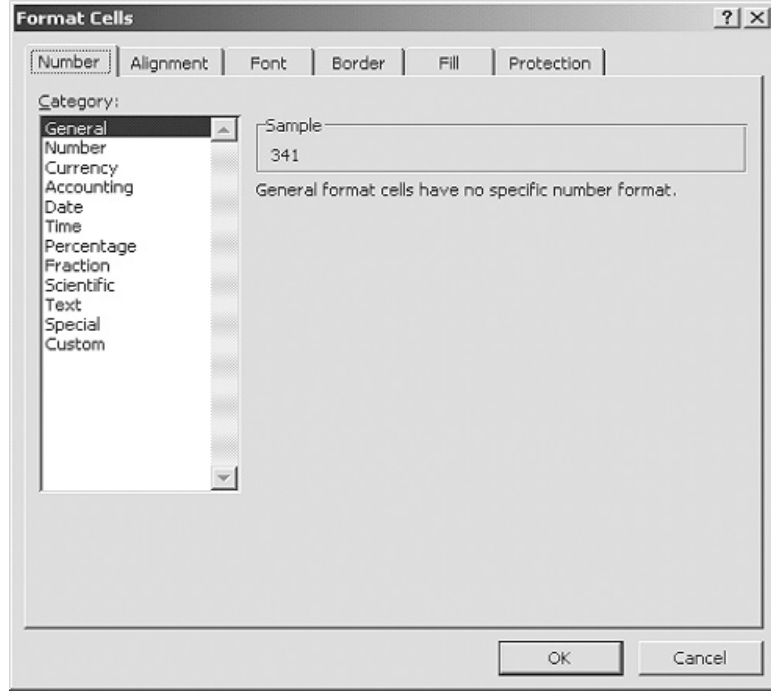 Format Cells
? ×
Number Alignment Font Border Fill Protection
Category:
General
Number
Currency
Accounting
Date
Time
Percentage
Fraction
Scientific
Text
Special
Custom
Sample
341
General format cells have no specific number format.
OK Cancel